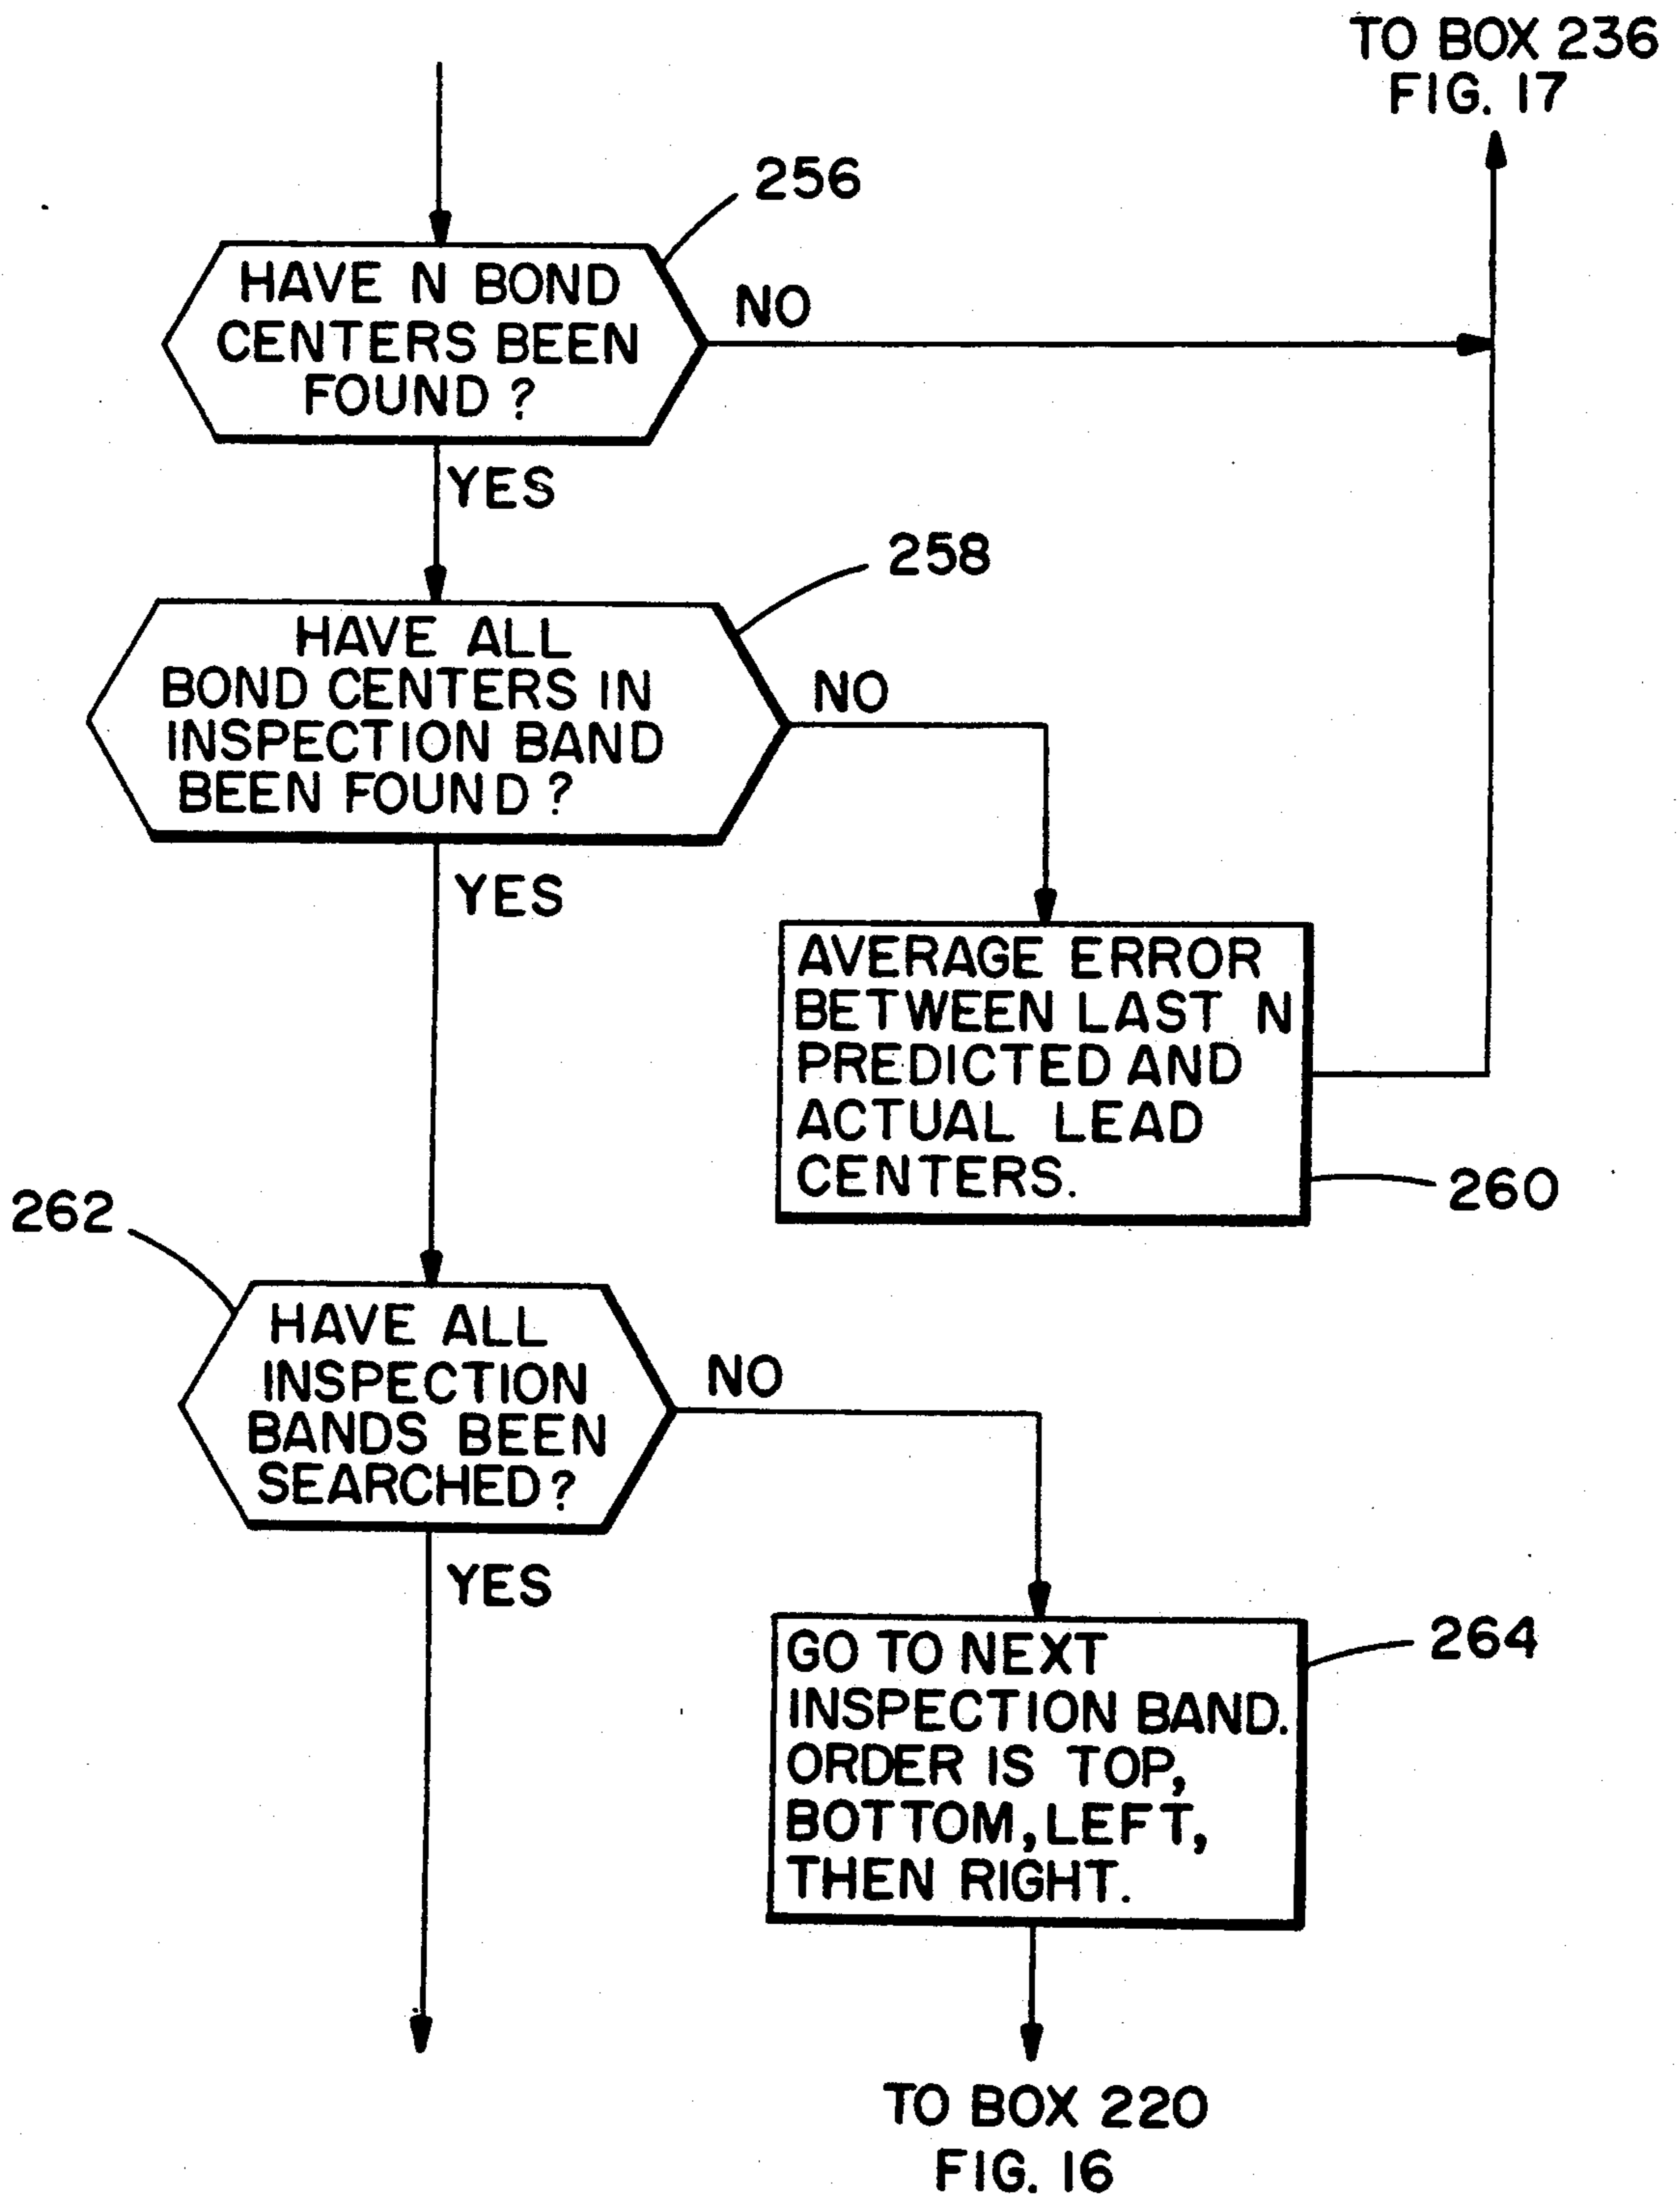 TO BOX 236
FIG. 17
256
HAVE N BOND
CENTERS BEEN
FOUND ?
NO
YES
258
HAVE ALL
BOND CENTERS IN
INSPECTION BAND
BEEN FOUND ?
NO
YES
AVERAGE ERROR
BETWEEN LAST N
PREDICTED AND
ACTUAL LEAD
CENTERS.
260
262
HAVE ALL
INSPECTION
BANDS BEEN
SEARCHED ?
NO
YES
GO TO NEXT
INSPECTION BAND.
ORDER IS TOP,
BOTTOM, LEFT,
THEN RIGHT.
264
TO BOX 220
FIG. 16